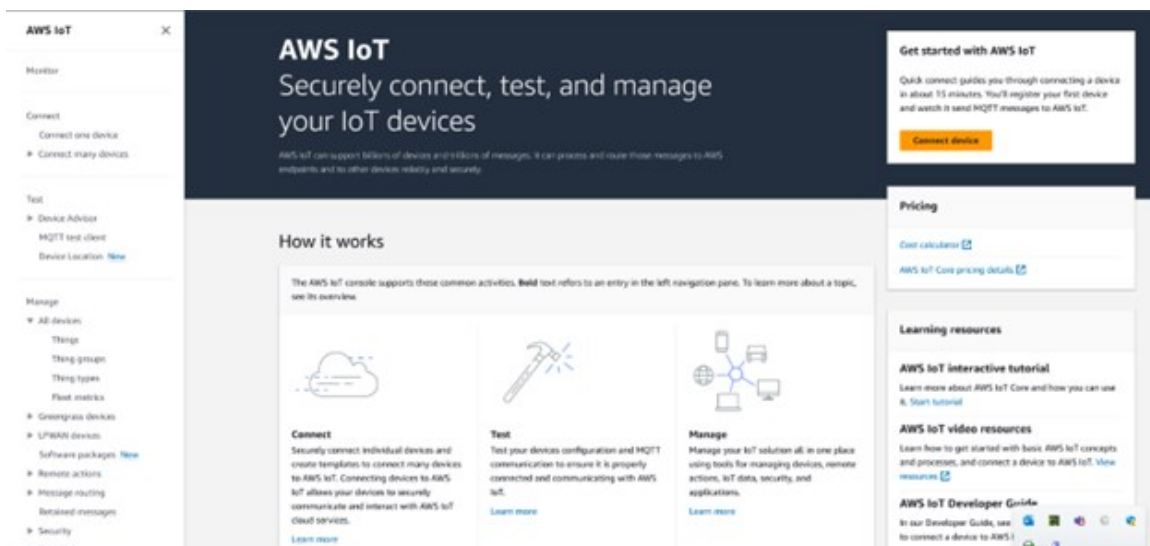 AWS IoT
Monitor
Connect
Connect one device
Connect many devices
Test
Device Advisor
MQTT test client
Device Location New
Manage
All devices
Things
Thing groups
Thing types
Fleet metrics
Greengrass devices
LPWAN devices
Software packages New
Remote actions
Message routing
Retained messages
Security
AWS IoT
Securely connect, test, and manage
your IoT devices
AWS IoT can support billions of devices and trillions of messages. It can process and route those messages to AWS
endpoints and to other devices reliably and securely.
How it works
The AWS IoT console supports these common activities. Bold text refers to an entry in the left navigation pane. To learn more about a topic,
see its overview.
Connect
Securely connect individual devices and
create templates to connect many devices
to AWS IoT. Connecting devices to AWS
IoT allows your devices to securely
communicate and interact with AWS IoT
cloud services.
Learn more
Test
Test your devices configuration and MQTT
communication to ensure it is properly
connected and communicating with AWS
IoT.
Learn more
Manage
Manage your IoT solution all in one place
using tools for managing devices, remote
actions, IoT data, security, and
applications.
Learn more
Get started with AWS IoT
Quick connect guides you through connecting a device
in about 15 minutes. You'll register your first device
and watch it send MQTT messages to AWS IoT.
Connect device
Pricing
Cost calculator
AWS IoT Core pricing details
Learning resources
AWS IoT interactive tutorial
Learn more about AWS IoT Core and how you can use
it. Start tutorial
AWS IoT video resources
Learn how to get started with basic AWS IoT concepts
and processes, and connect a device to AWS IoT. View
resources
AWS IoT Developer Guide
In our Developer Guide, see
to connect a device to AWS I